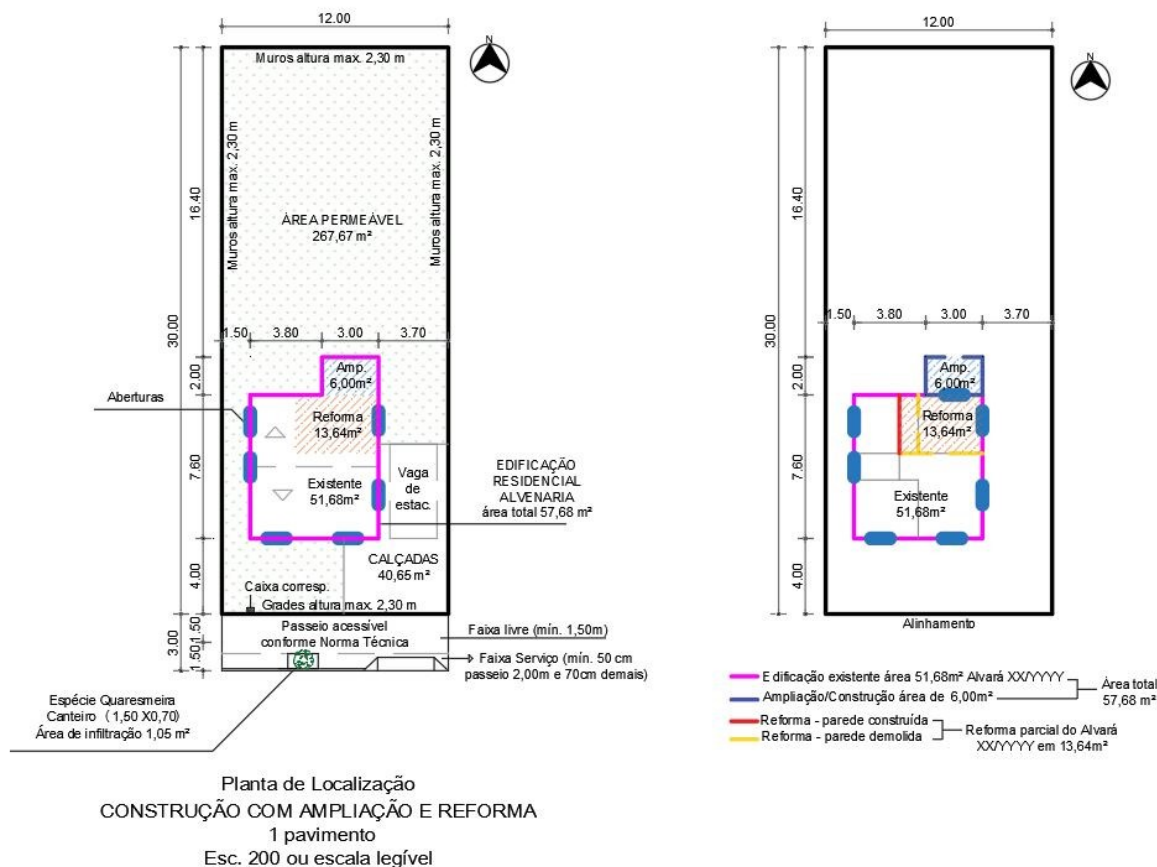 12.00
N
Muros altura max. 2,30 m
Muros altura max. 2,30 m
Muros altura max. 2,30 m
16.40
30.00
ÁREA PERMEÁVEL
267,67 m²
1.50
3.80
3.00
3.70
2.00
Amp.
6,00m²
Aberturas
Reforma
13,64m²
7.60
Existente
51,68m²
Vaga
de
estac.
EDIFICAÇÃO
RESIDENCIAL
ALVENARIA
área total 57,68 m²
CALÇADAS
40,65 m²
4.00
Caixa corresp.
Grades altura max. 2,30 m
3.00
1.50
1.50
Passeio acessível
conforme Norma Técnica
Faixa livre (mín. 1,50m)
Faixa Serviço (mín. 50 cm
passeio 2,00m e 70cm demais)
Espécie Quaresmeira
Canteiro (1,50 X0,70)
Área de infiltração 1,05 m²
Planta de Localização
CONSTRUÇÃO COM AMPLIAÇÃO E REFORMA
1 pavimento
Esc. 200 ou escala legível
12.00
N
16.40
30.00
1.50
3.80
3.00
3.70
2.00
Amp.
6,00m²
Reforma
13,64m²
7.60
Existente
51,68m²
4.00
Alinhamento
Edificação existente área 51,68m² Alvará XX/YYYY
Ampliação/Construção área de 6,00m²
Área total
57,68 m²
Reforma - parede construída
Reforma - parede demolida
Reforma parcial do Alvará
XX/YYYY em 13,64m²